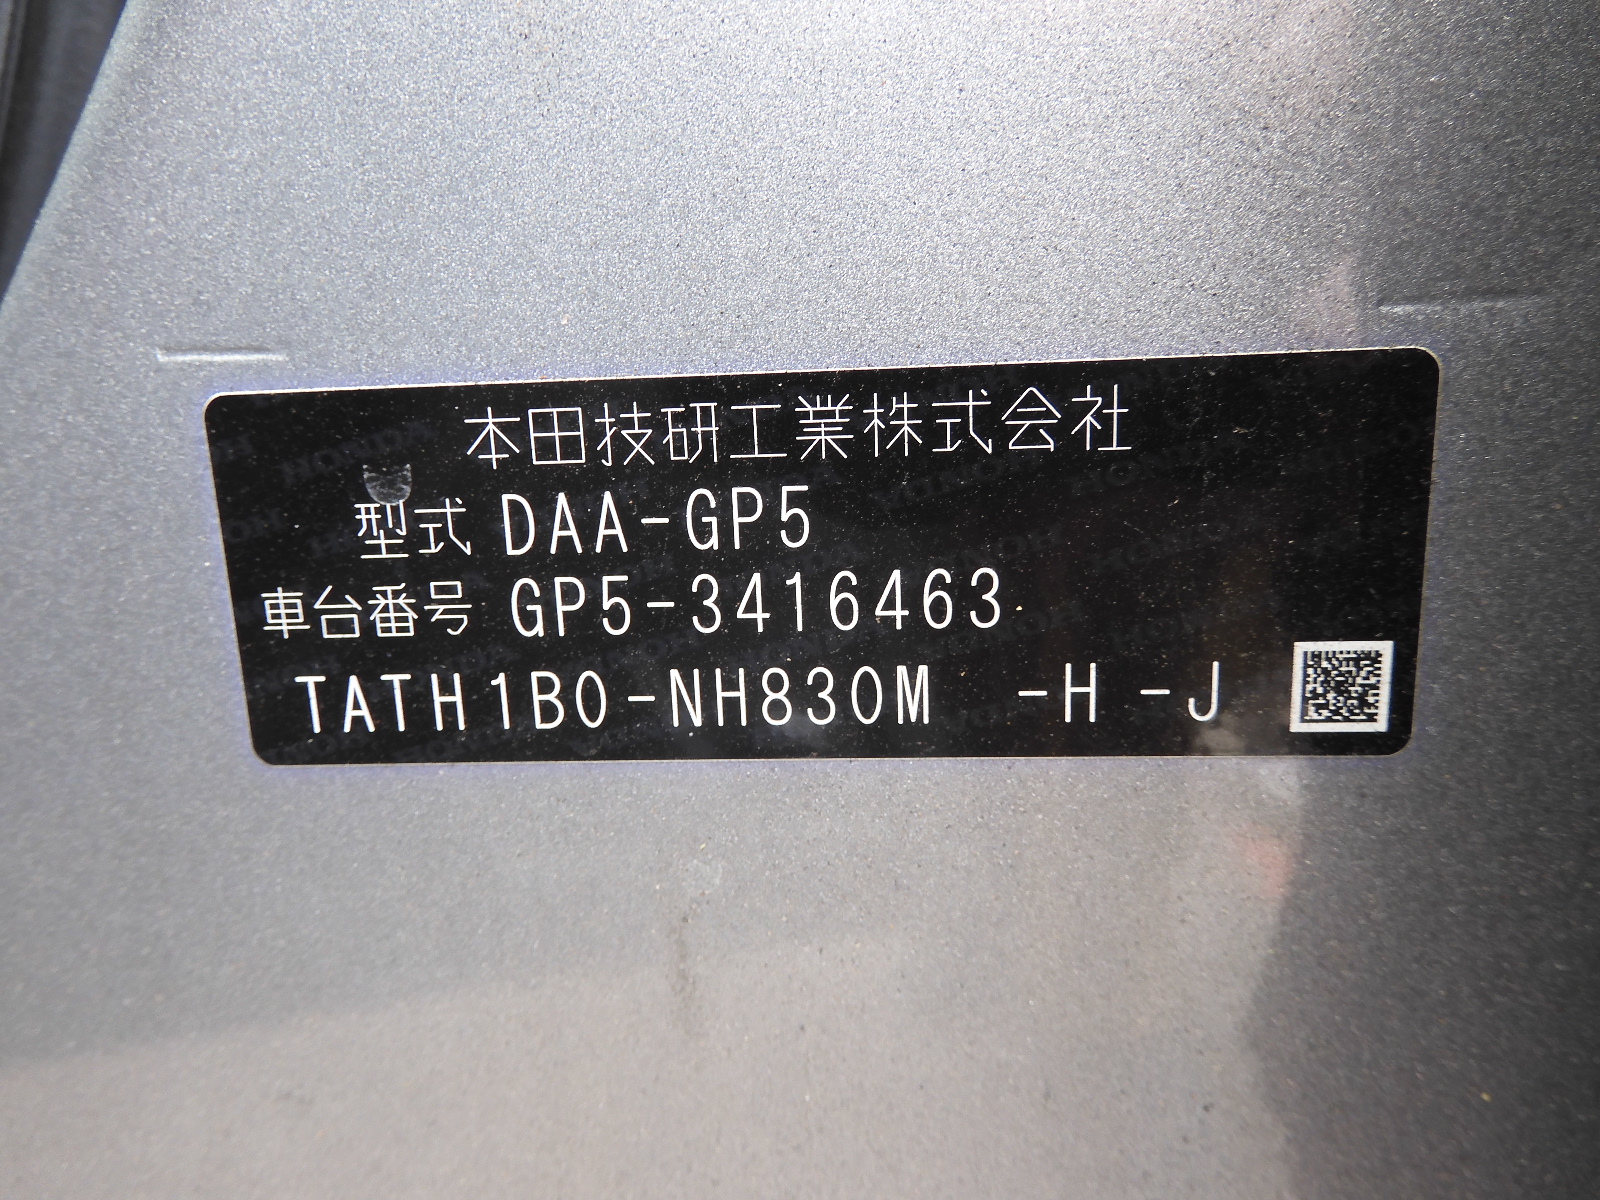 本田技研工業株式会社
型式 DAA-GP5
車台番号 GP5-3416463
TATH1B0-NH830M -H -J